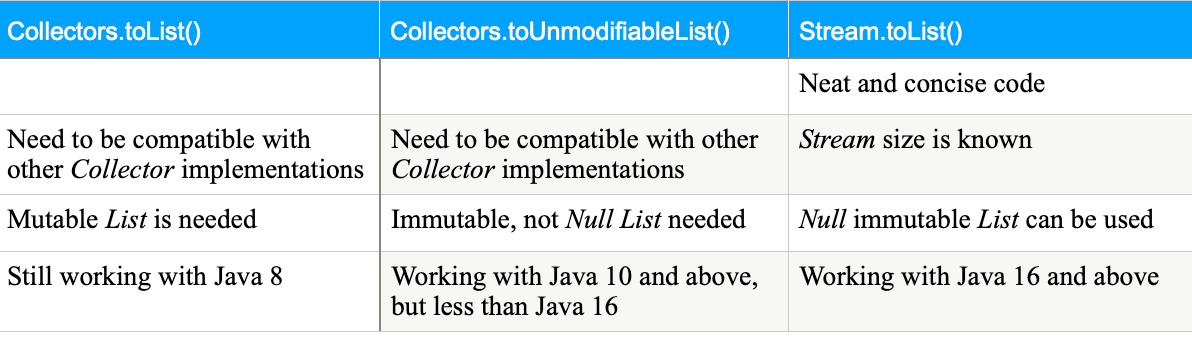 Collectors.toList()
Collectors.toUnmodifiableList()
Stream.toList()
Neat and concise code
Need to be compatible with
other Collector implementations
Need to be compatible with other
Collector implementations
Stream size is known
Mutable List is needed
Immutable, not Null List needed
Null immutable List can be used
Still working with Java 8
Working with Java 10 and above,
but less than Java 16
Working with Java 16 and above